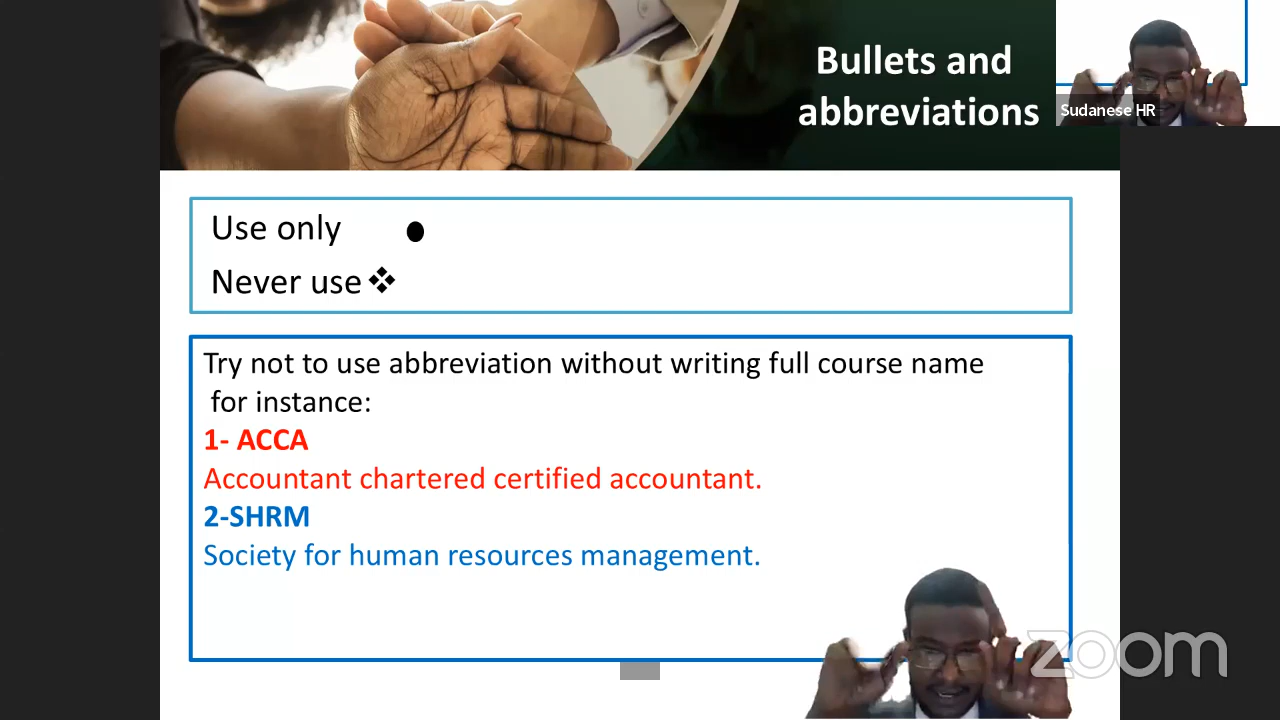 Bullets and
abbreviations
Sudanese HR
Use only ●
Never use ❖
Try not to use abbreviation without writing full course name
for instance:
1- ACCA
Accountant chartered certified accountant.
2-SHRM
Society for human resources management.
zoom